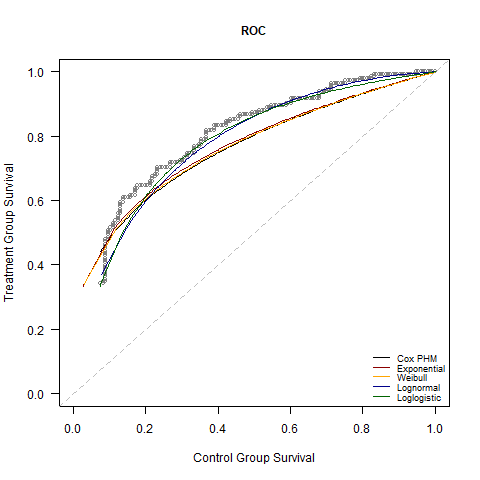 ROC
Treatment Group Survival
1.0
0.8
0.6
0.4
0.2
0.0
Cox PHM
Exponential
Weibull
Lognormal
Loglogistic
0.0 0.2 0.4 0.6 0.8 1.0
Control Group Survival